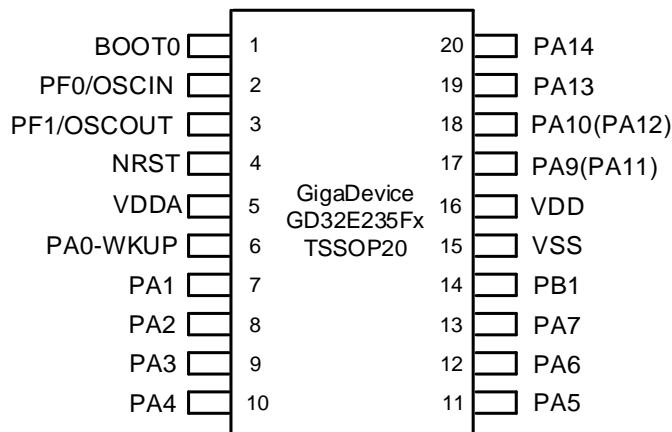 BOOT0 1 20 PA14
PF0/OSCIN 2 19 PA13
PF1/OSCOUT 3 18 PA10(PA12)
NRST 4 17 PA9(PA11)
GigaDevice
VDDA 5 GD32E235Fx 16 VDD
TSSOP20
PA0-WKUP 6 15 VSS
PA1 7 14 PB1
PA2 8 13 PA7
PA3 9 12 PA6
PA4 10 11 PA5